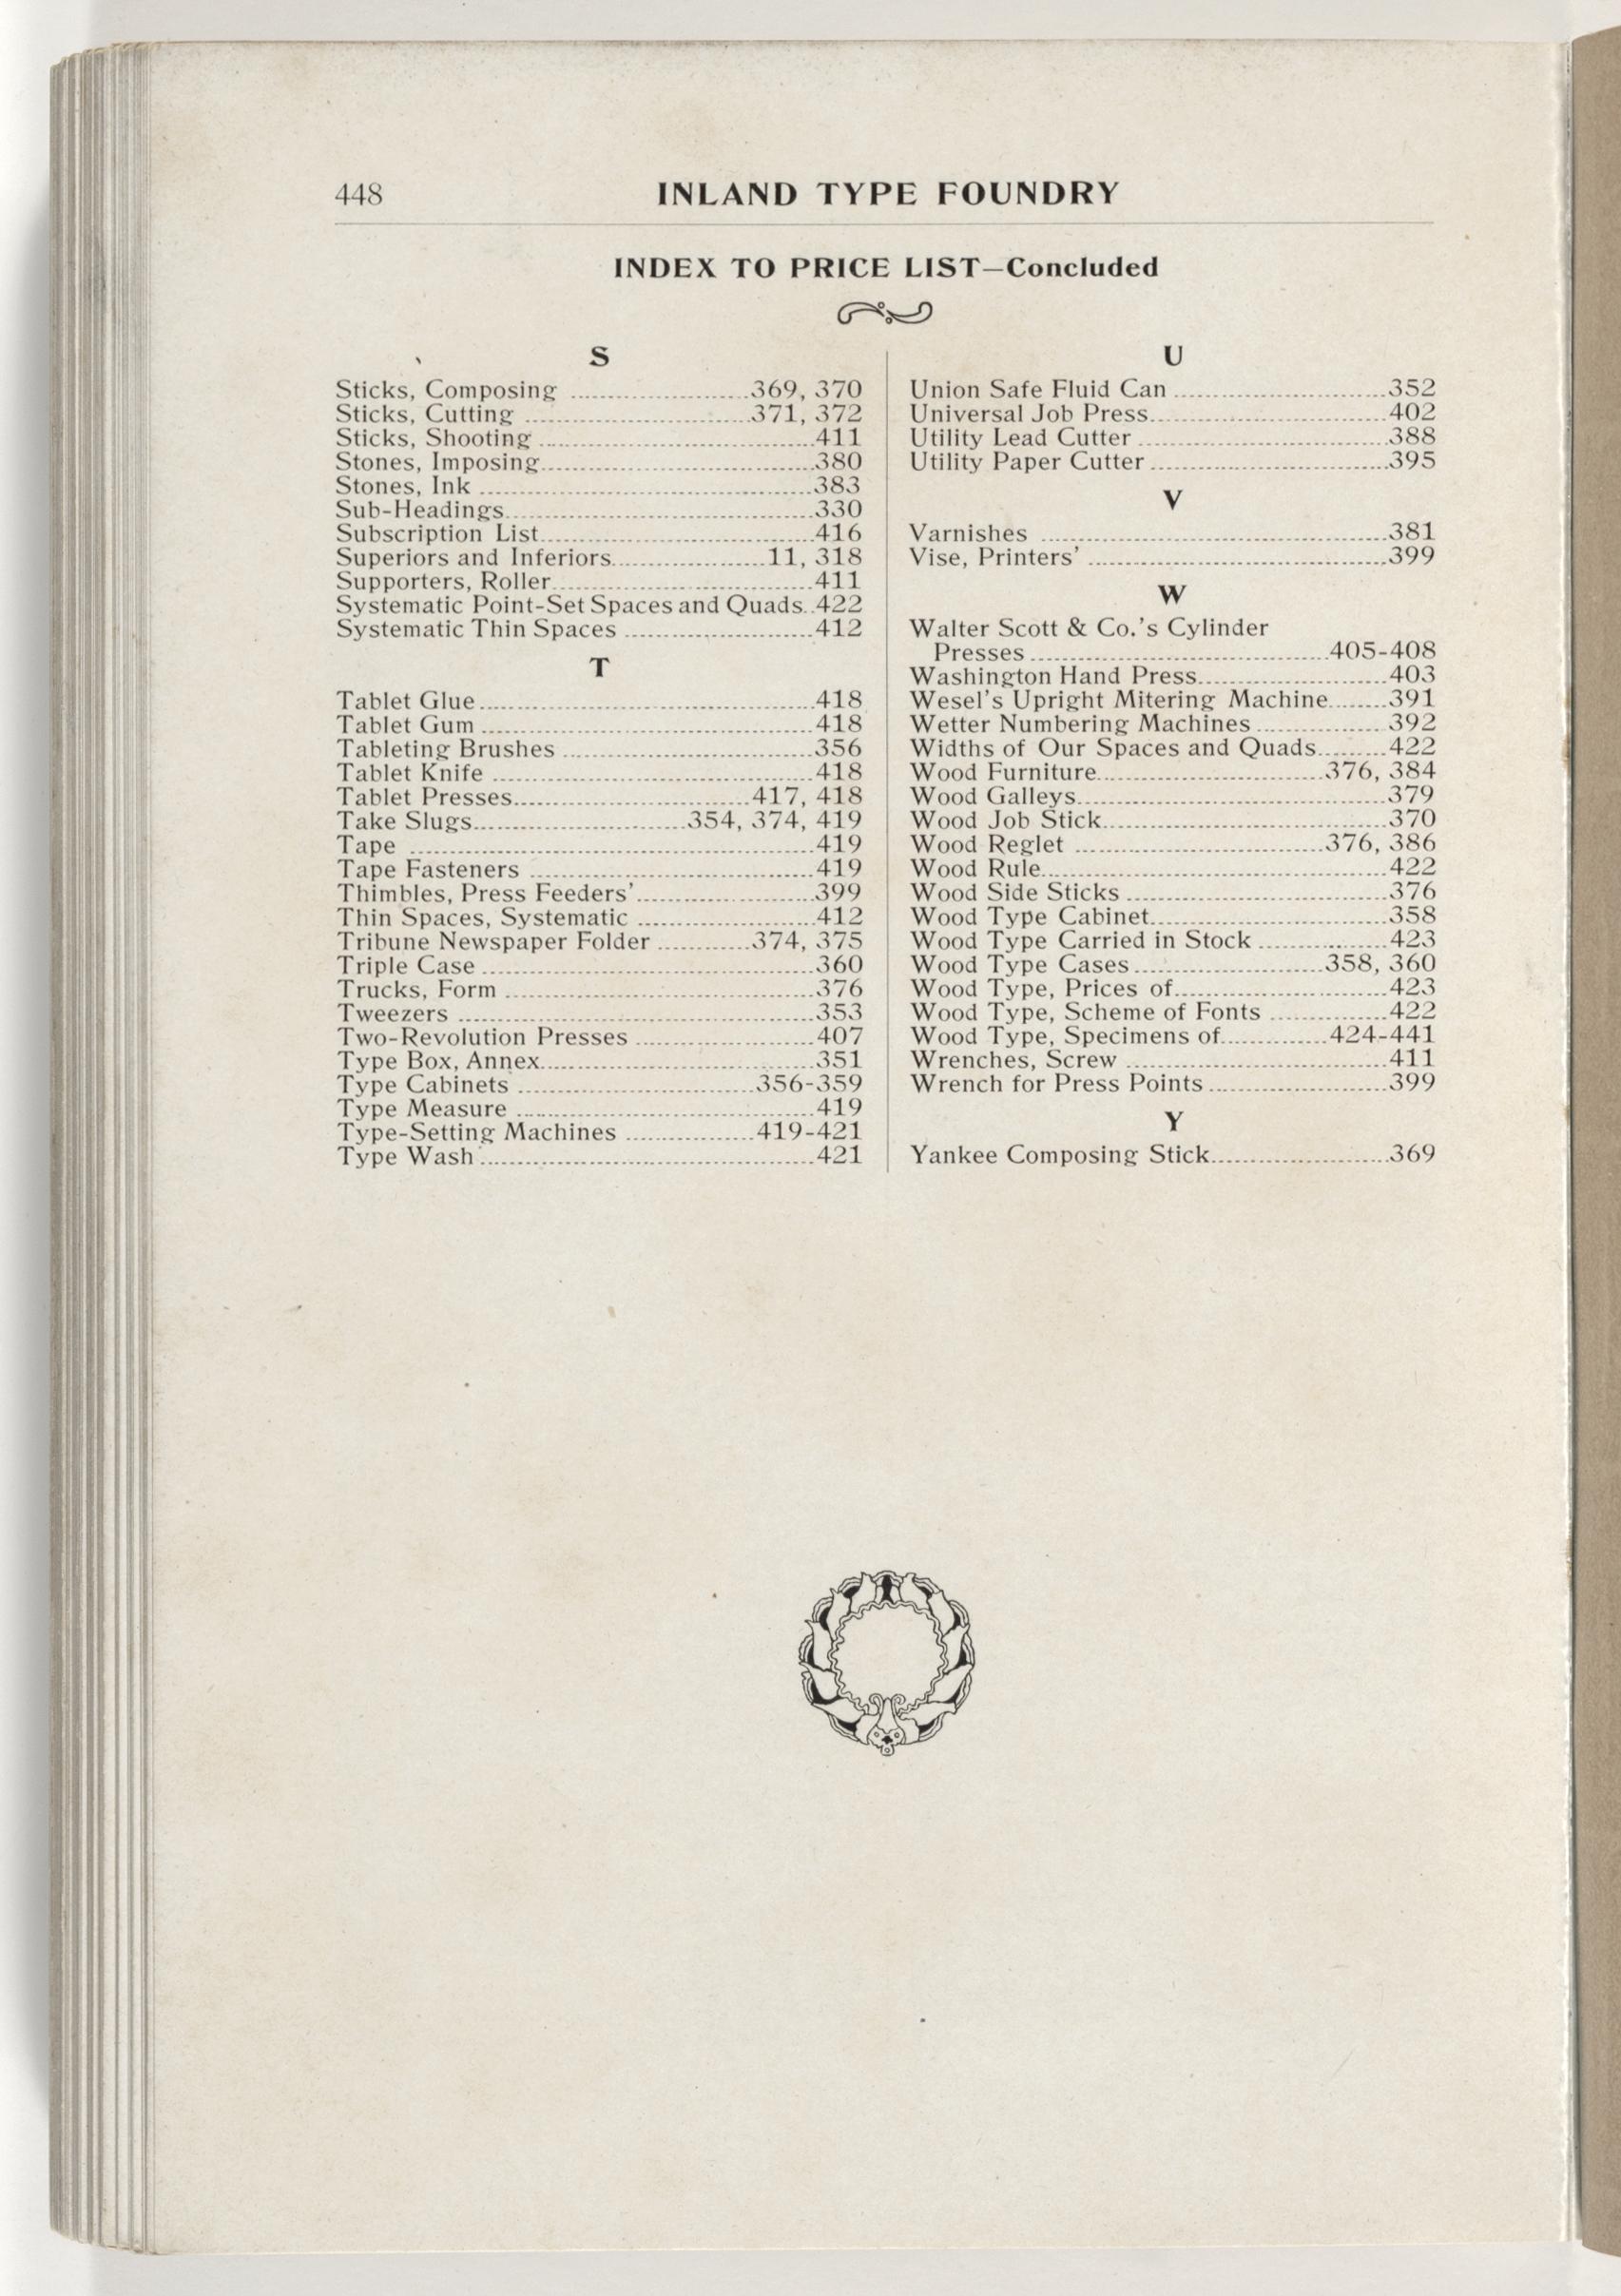 448
INLAND TYPE FOUNDRY
INDEX TO PRICE LIST—Concluded
S
Sticks, Composing ........................369, 370
Sticks, Cutting ..............................371, 372
Sticks, Shooting ....................................411
Stones, Imposing....................................380
Stones, Ink ............................................383
Sub-Headings........................................330
Subscription List....................................416
Superiors and Inferiors....................11, 318
Supporters, Roller..................................411
Systematic Point-Set Spaces and Quads..422
Systematic Thin Spaces .........................412
T
Tablet Glue............................................418
Tablet Gum ...........................................418
Tableting Brushes .................................356
Tablet Knife ..........................................418
Tablet Presses...............................417, 418
Take Slugs............................354, 374, 419
Tape .....................................................419
Tape Fasteners .....................................419
Thimbles, Press Feeders'.......................399
Thin Spaces, Systematic .......................412
Tribune Newspaper Folder ............374, 375
Triple Case ...........................................360
Trucks, Form ........................................376
Tweezers ..............................................353
Two-Revolution Presses .......................407
Type Box, Annex....................................351
Type Cabinets ..............................356-359
Type Measure .......................................419
Type-Setting Machines .................419-421
Type Wash ............................................421
U
Union Safe Fluid Can ............................352
Universal Job Press...............................402
Utility Lead Cutter .................................388
Utility Paper Cutter ...............................395
V
Varnishes .............................................381
Vise, Printers' .......................................399
W
Walter Scott & Co.'s Cylinder
Presses .......................................405-408
Washington Hand Press.........................403
Wesel's Upright Mitering Machine........391
Wetter Numbering Machines .................392
Widths of Our Spaces and Quads.........422
Wood Furniture..............................376, 384
Wood Galleys........................................379
Wood Job Stick.....................................370
Wood Reglet .................................376, 386
Wood Rule.............................................422
Wood Side Sticks ..................................376
Wood Type Cabinet...............................358
Wood Type Carried in Stock .................423
Wood Type Cases .........................358, 360
Wood Type, Prices of............................423
Wood Type, Scheme of Fonts ...............422
Wood Type, Specimens of..............424-441
Wrenches, Screw ..................................411
Wrench for Press Points .......................399
Y
Yankee Composing Stick.......................369